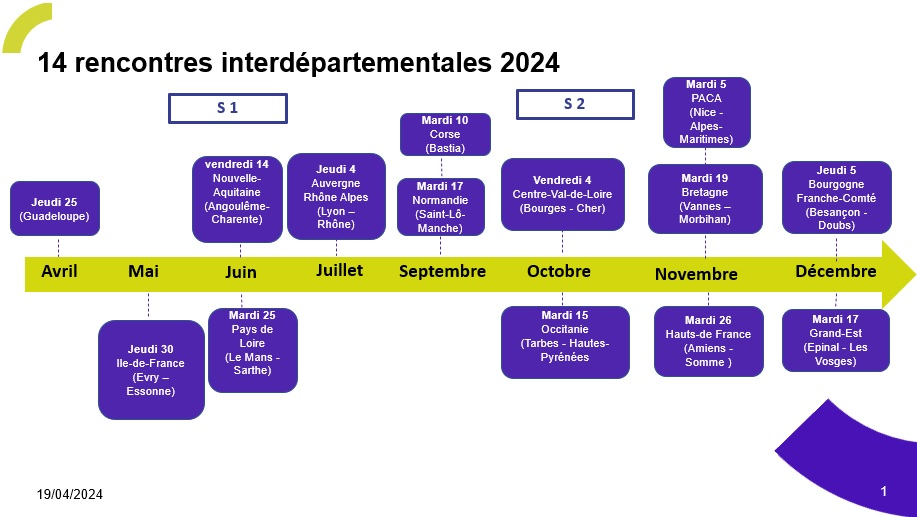 14 rencontres interdépartementales 2024
S 1
S 2
Jeudi 25
(Guadeloupe)
vendredi 14
Nouvelle-
Aquitaine
(Angoulême-
Charente)
Jeudi 4
Auvergne
Rhône Alpes
(Lyon –
Rhône)
Mardi 10
Corse
(Bastia)
Mardi 17
Normandie
(Saint-Lô-
Manche)
Vendredi 4
Centre-Val-de-Loire
(Bourges - Cher)
Mardi 5
PACA
(Nice -
Alpes-
Maritimes)
Mardi 19
Bretagne
(Vannes –
Morbihan)
Jeudi 5
Bourgogne
Franche-Comté
(Besançon -
Doubs)
Avril
Mai
Juin
Juillet
Septembre
Octobre
Novembre
Décembre
Jeudi 30
Ile-de-France
(Evry –
Essonne)
Mardi 25
Pays de
Loire
(Le Mans -
Sarthe)
Mardi 15
Occitanie
(Tarbes - Hautes-
Pyrénées
Mardi 26
Hauts-de France
(Amiens -
Somme )
Mardi 17
Grand-Est
(Epinal - Les
Vosges)
19/04/2024
1